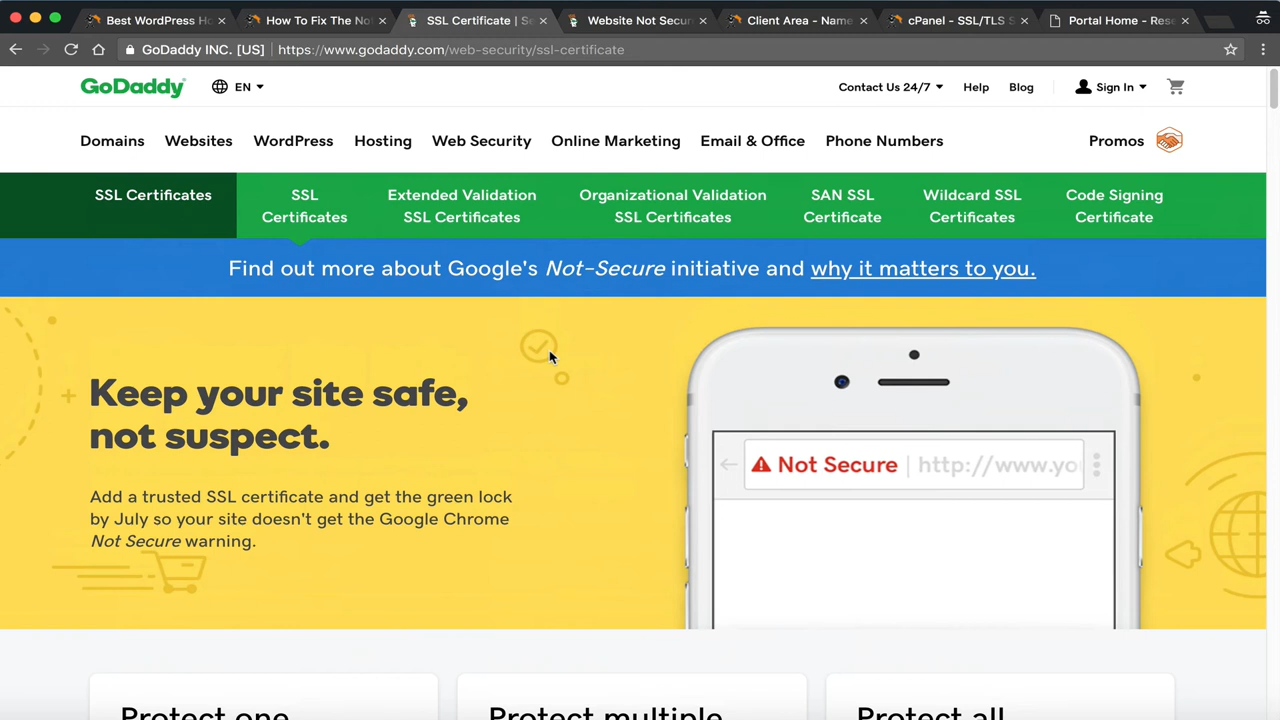 Best WordPress Ho
How To Fix The No
SSL Certificate | Se
Website Not Secur
Client Area - Name
cPanel - SSL/TLS S
Portal Home - Rese
GoDaddy INC. [US] | https://www.godaddy.com/web-security/ssl-certificate
GoDaddy
EN
Contact Us 24/7
Help
Blog
Sign In
Domains
Websites
WordPress
Hosting
Web Security
Online Marketing
Email & Office
Phone Numbers
Promos
SSL Certificates
SSL
Certificates
Extended Validation
SSL Certificates
Organizational Validation
SSL Certificates
SAN SSL
Certificate
Wildcard SSL
Certificates
Code Signing
Certificate
Find out more about Google's Not-Secure initiative and why it matters to you.
Keep your site safe,
not suspect.
Add a trusted SSL certificate and get the green lock
by July so your site doesn't get the Google Chrome
Not Secure warning.
Not Secure | http://www.yo
Protect one
Protect multiple
Protect all